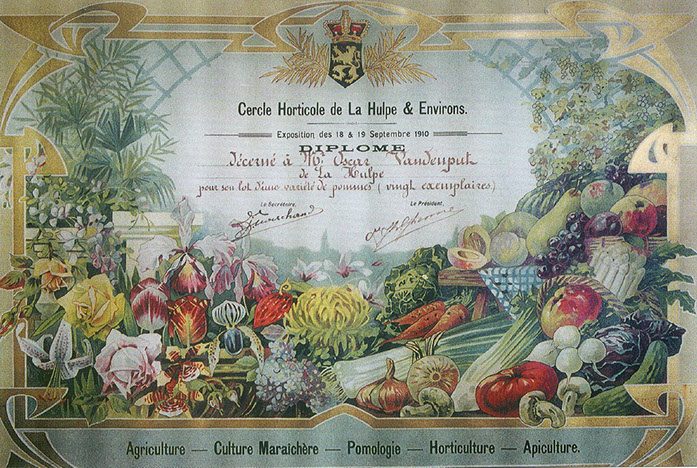 Cercle Horticole de La Hulpe & Environs.
Exposition des 18 & 19 Septembre 1910
DIPLOME
décerné à Mr Oscar Vandenput
de La Hulpe
pour son lot d'une variété de pommes (vingt exemplaires)
Le Secrétaire, Le Président,
Agriculture — Culture Maraîchère — Pomologie — Horticulture — Apiculture.